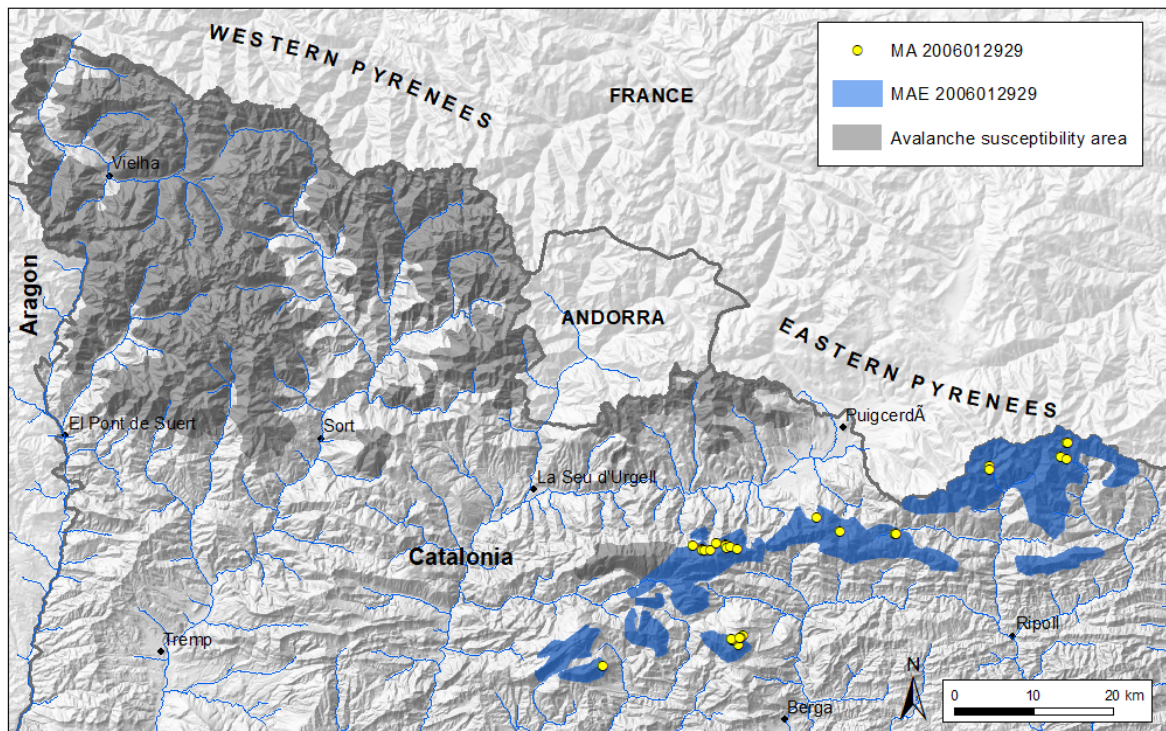 WESTERN PYRENEES
FRANCE
MA 2006012929
MAE 2006012929
Avalanche susceptibility area
Vielha
Aragon
ANDORRA
EASTERN PYRENEES
El Pont de Suert
Sort
PuigcerdÃ
La Seu d'Urgell
Catalonia
Tremp
Ripoll
Berga
N
0 10 20 km